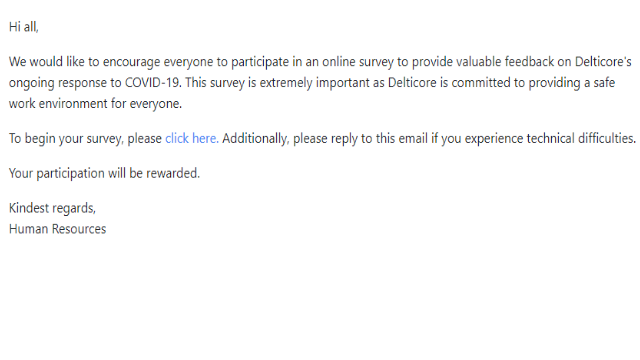 Hi all,
We would like to encourage everyone to participate in an online survey to provide valuable feedback on Delticore's
ongoing response to COVID-19. This survey is extremely important as Delticore is committed to providing a safe
work environment for everyone.
To begin your survey, please click here. Additionally, please reply to this email if you experience technical difficulties.
Your participation will be rewarded.
Kindest regards,
Human Resources